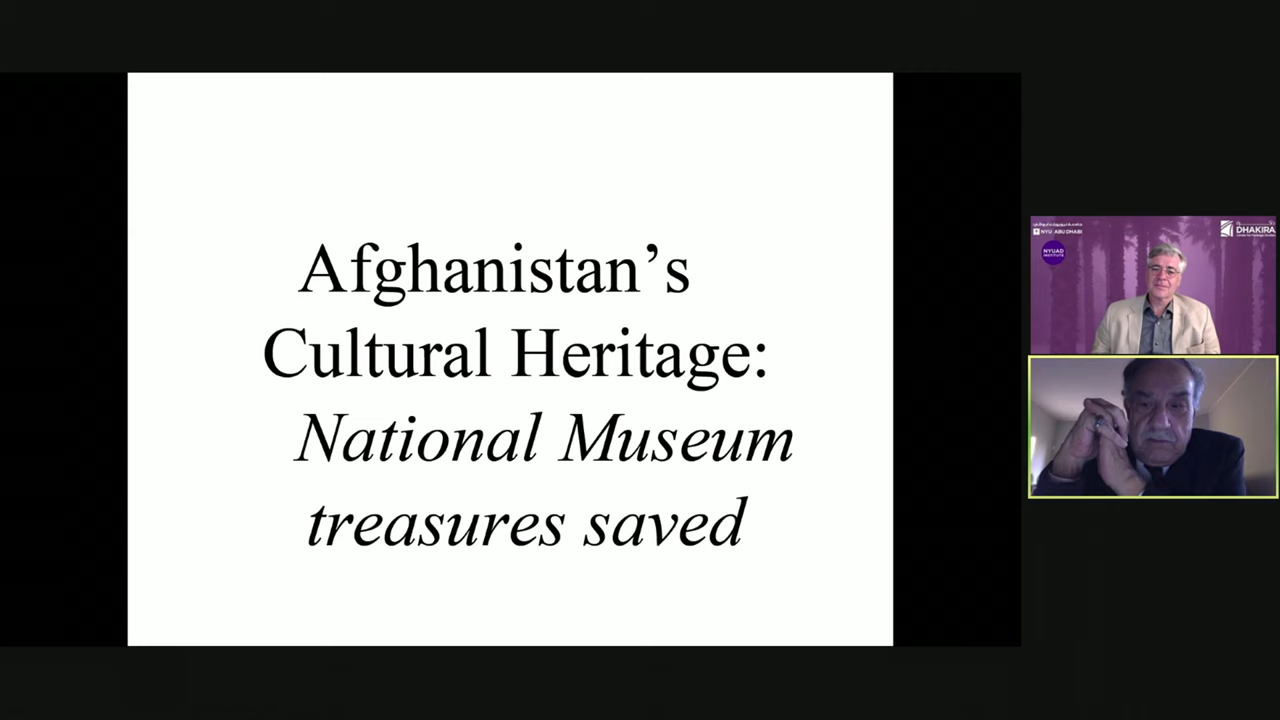 Afghanistan’s
Cultural Heritage:
National Museum
treasures saved
NYU ABU DHABI
NYUAD
INSTITUTE
DHAKIRA